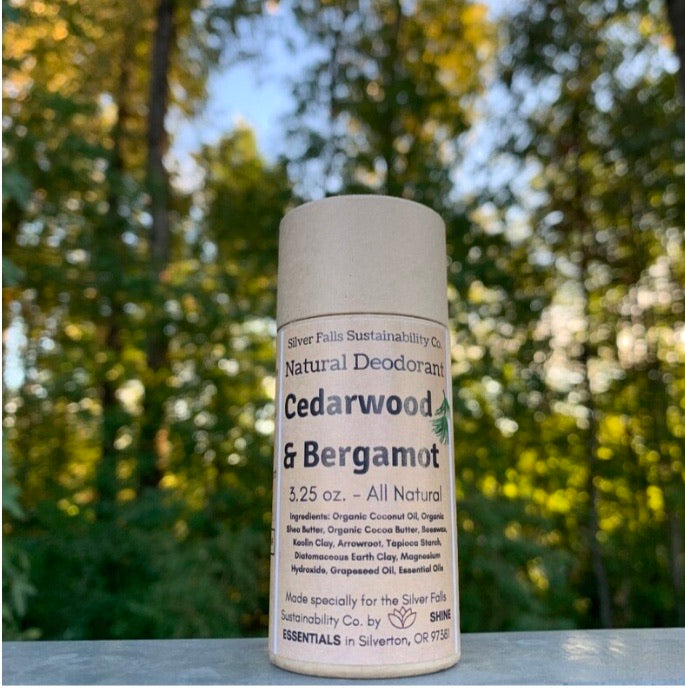 Silver Falls Sustainability Co.
Natural Deodorant
Cedarwood
& Bergamot
3.25 oz. - All Natural
Ingredients: Organic Coconut Oil, Organic
Shea Butter, Organic Cocoa Butter, Beeswax,
Kaolin Clay, Arrowroot, Tapioca Starch,
Diatomaceous Earth Clay, Magnesium
Hydroxide, Grapeseed Oil, Essential Oils
Made specially for the Silver Falls
Sustainability Co. by SHINE
ESSENTIALS in Silverton, OR 97381